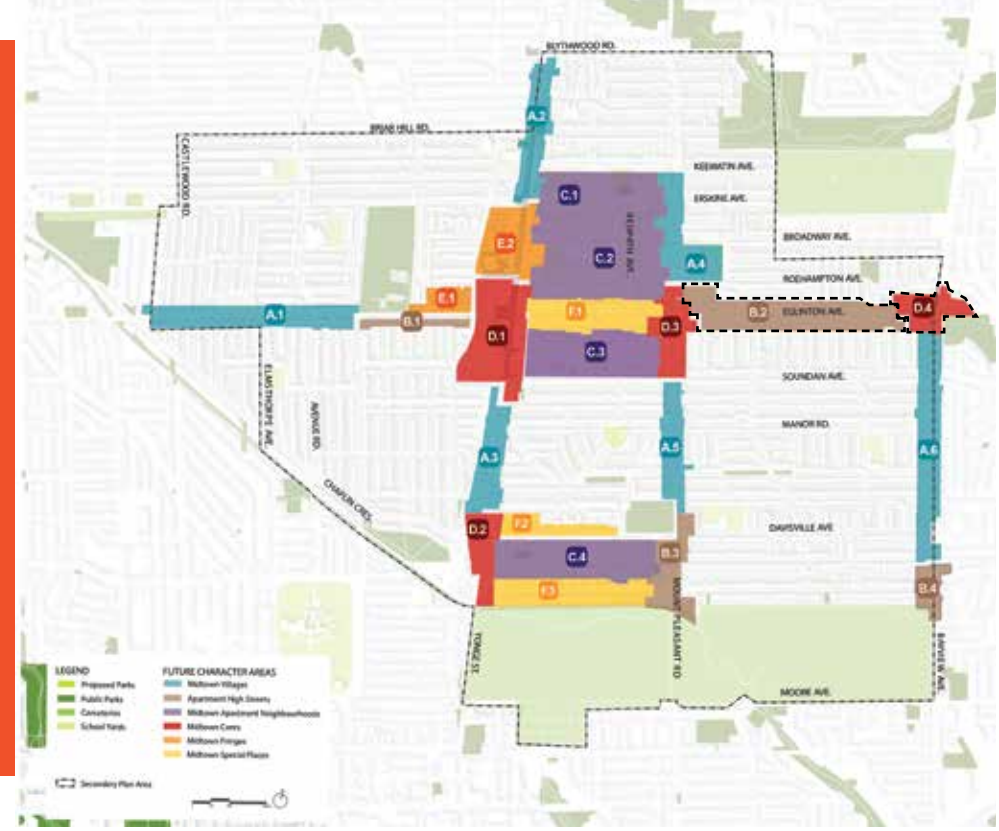 BLYTHWOOD RD.
A.2
BRIAR HILL RD.
CASTLEWOOD RD.
KEEWATIN AVE.
C.1
ERSKINE AVE.
REDPATH AVE.
BROADWAY AVE.
E.2
C.2
A.4
ROEHAMPTON AVE.
E.1
A.1
B.1
F.1
B.2
EGLINTON AVE.
D.4
D.1
D.3
C.3
SOUDAN AVE.
ELMSTHORPE AVE.
AVENUE RD.
MANOR RD.
A.3
A.5
A.6
CHAPLIN CRES.
D.2
F.2
DAVISVILLE AVE.
C.4
B.3
F.3
B.4
MOUNT PLEASANT RD
YONGE ST.
BAYVIEW AVE.
MOORE AVE.
LEGEND
Proposed Parks
Public Parks
Cemeteries
School Yards
FUTURE CHARACTER AREAS
Midtown Villages
Apartment High Streets
Midtown Apartment Neighbourhoods
Midtown Cores
Midtown Fringes
Midtown Special Places
Secondary Plan Area